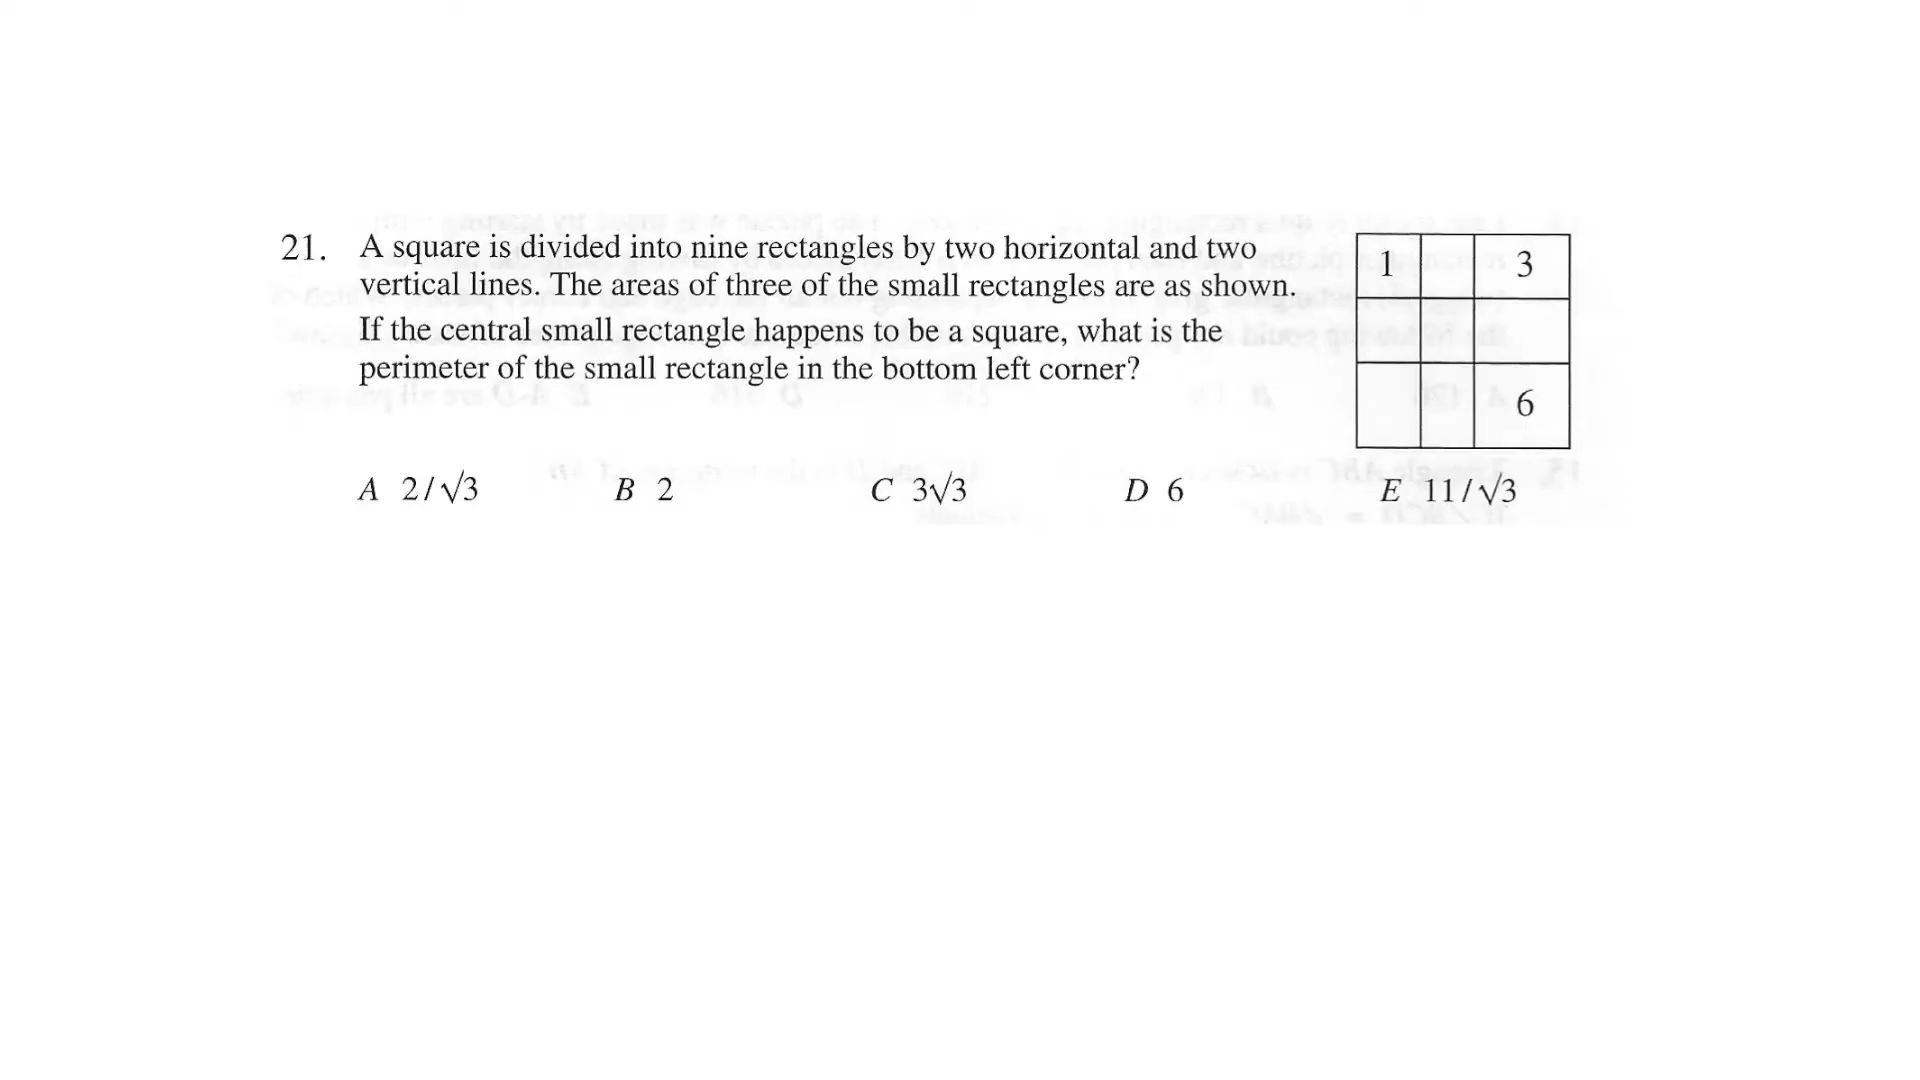 21. A square is divided into nine rectangles by two horizontal and two
vertical lines. The areas of three of the small rectangles are as shown.
If the central small rectangle happens to be a square, what is the
perimeter of the small rectangle in the bottom left corner?
1 3
6
A 2/√3 B 2 C 3√3 D 6 E 11/√3